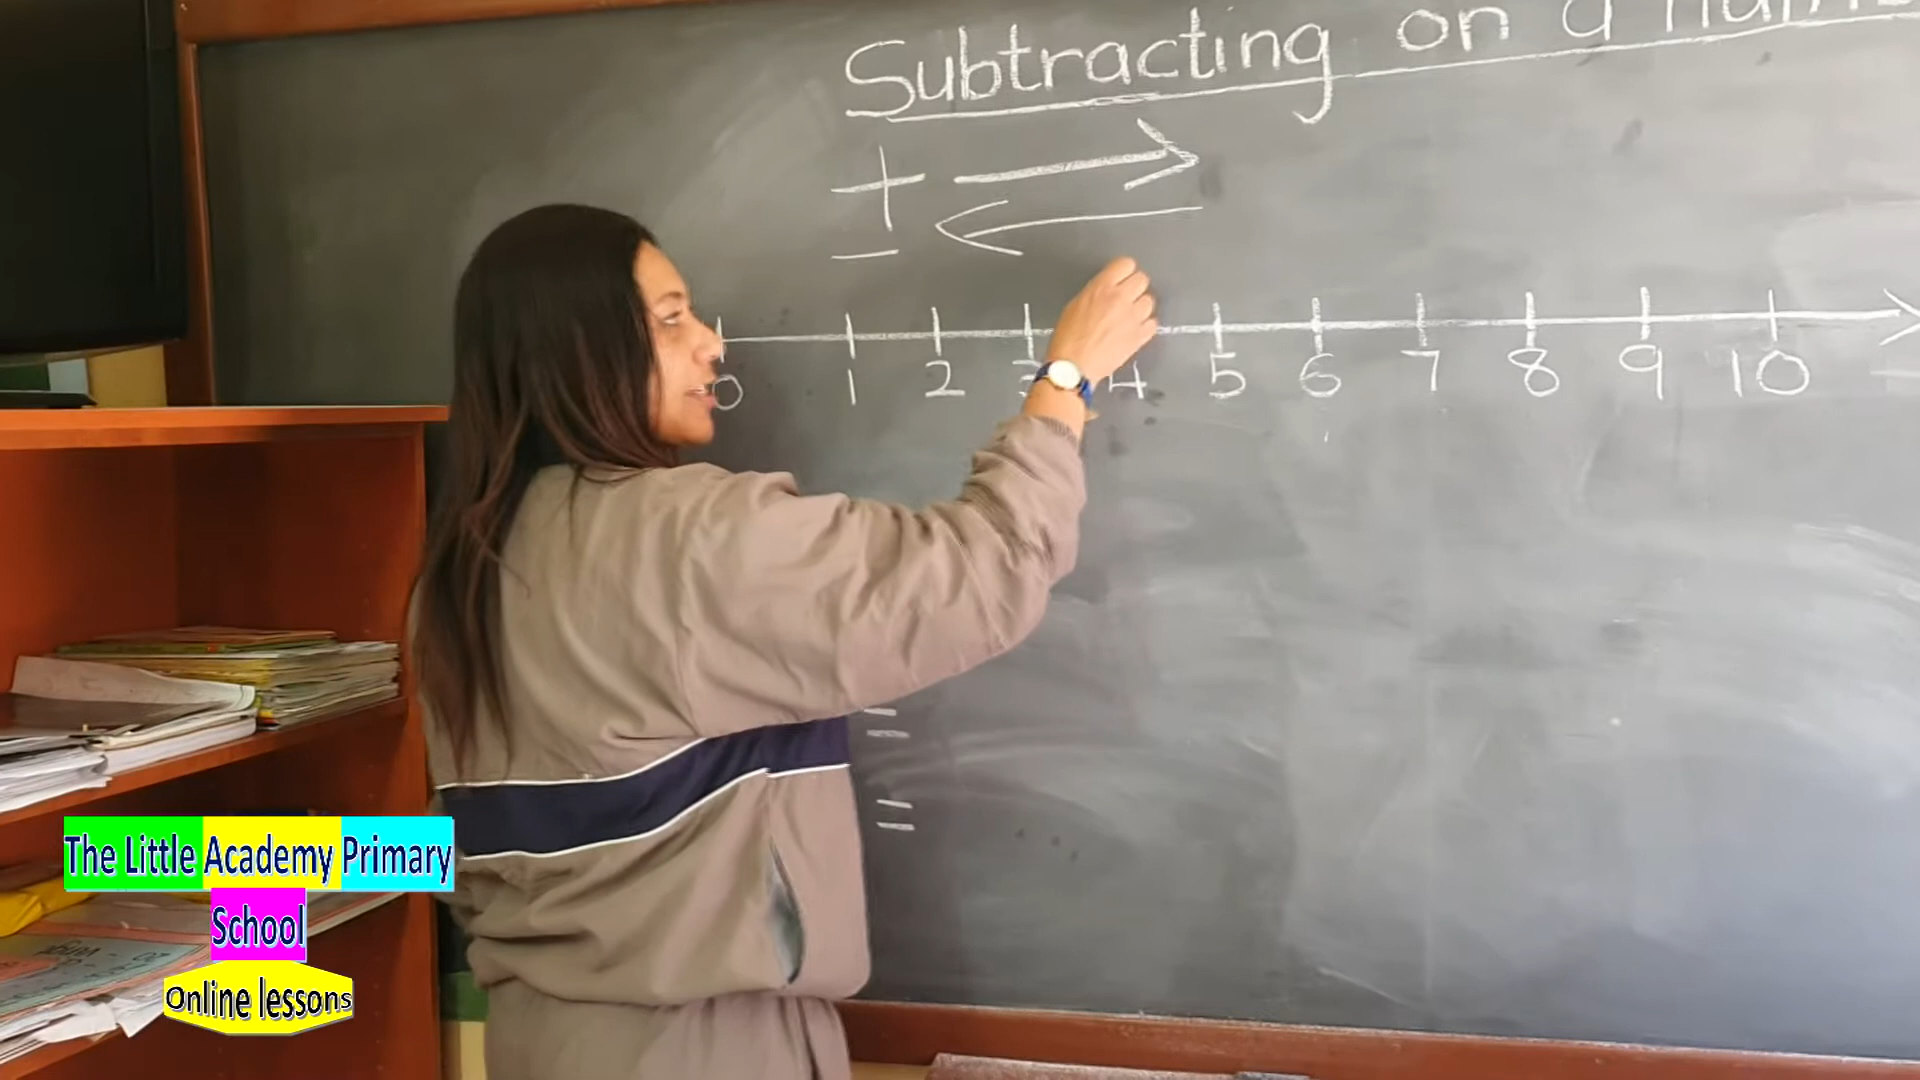 Subtracting on a
+
−
0 1 2 3 4 5 6 7 8 9 10
=
=
The Little Academy Primary
School
Online lessons